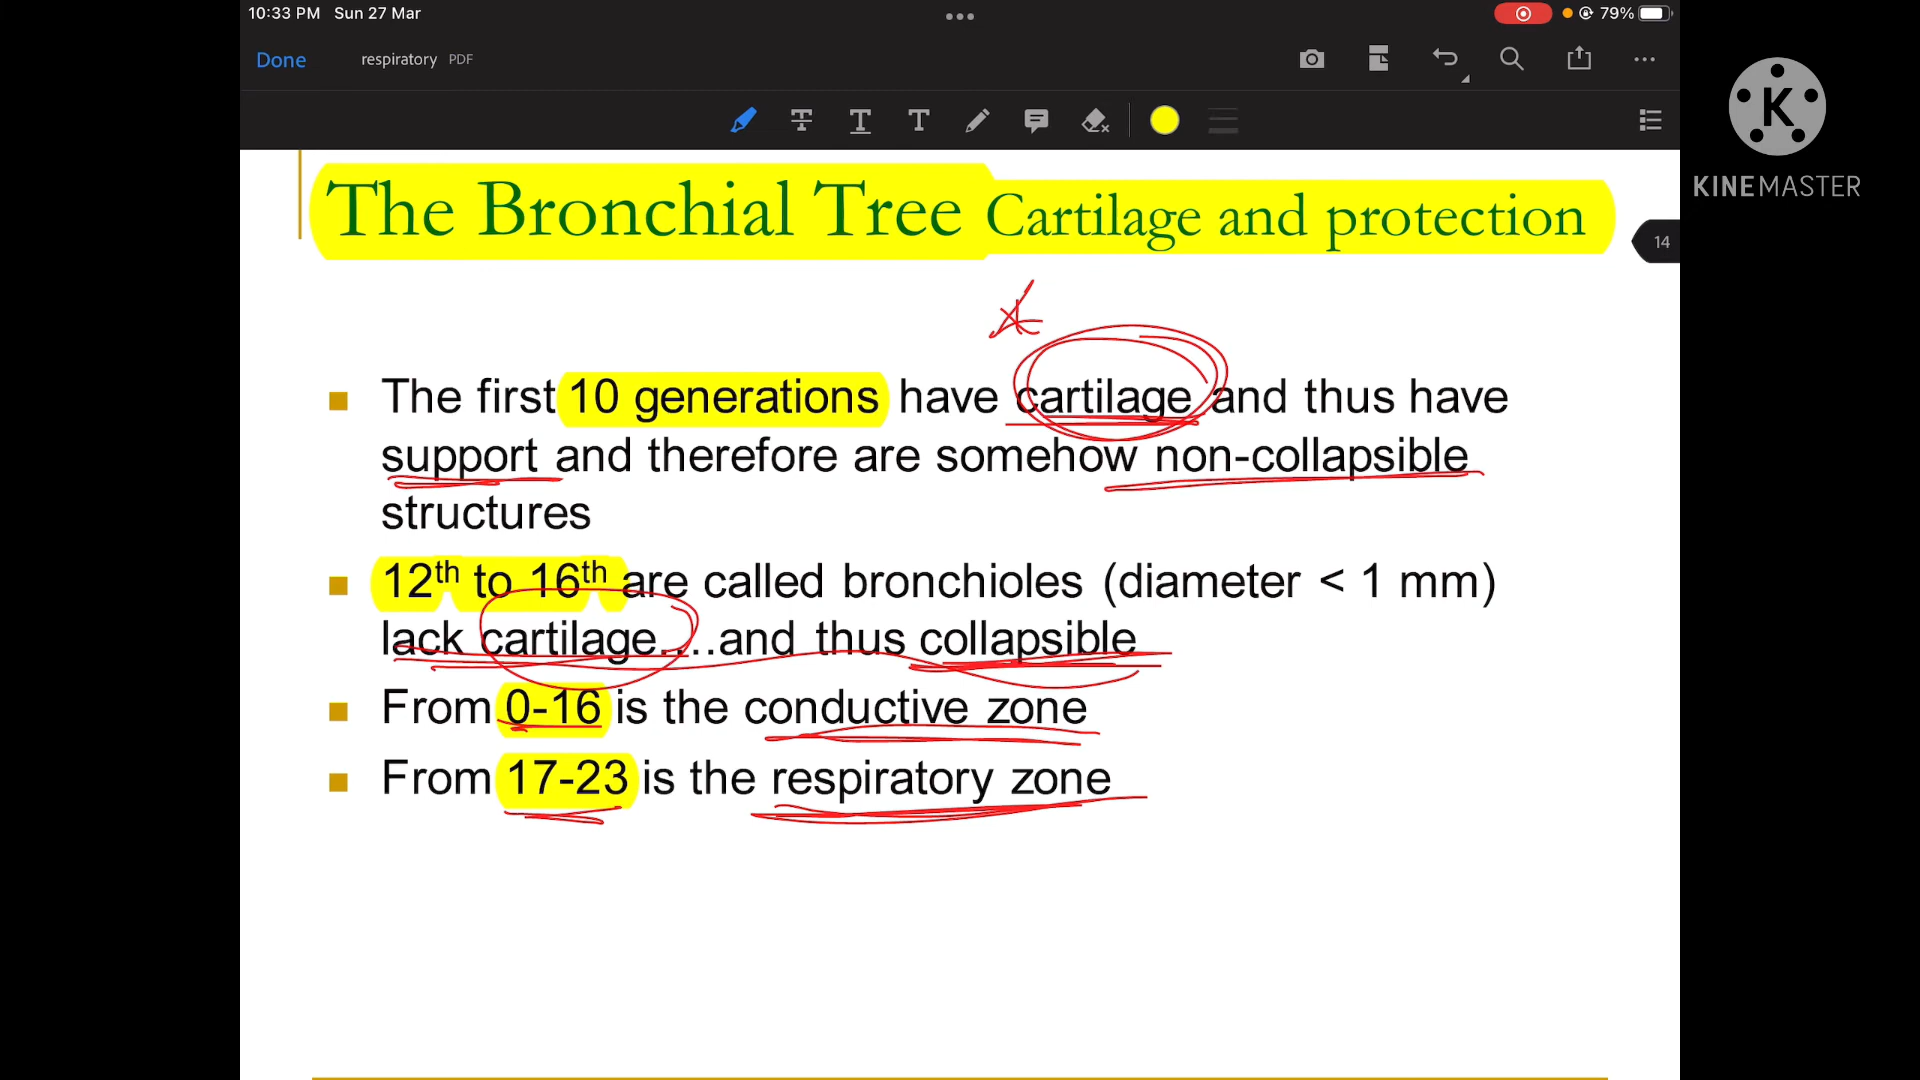 10:33 PM Sun 27 Mar
79%
Done respiratory PDF
KINEMASTER
The Bronchial Tree Cartilage and protection
14
The first 10 generations have cartilage and thus have
support and therefore are somehow non-collapsible
structures
12th to 16th are called bronchioles (diameter < 1 mm)
lack cartilage....and thus collapsible
From 0-16 is the conductive zone
From 17-23 is the respiratory zone